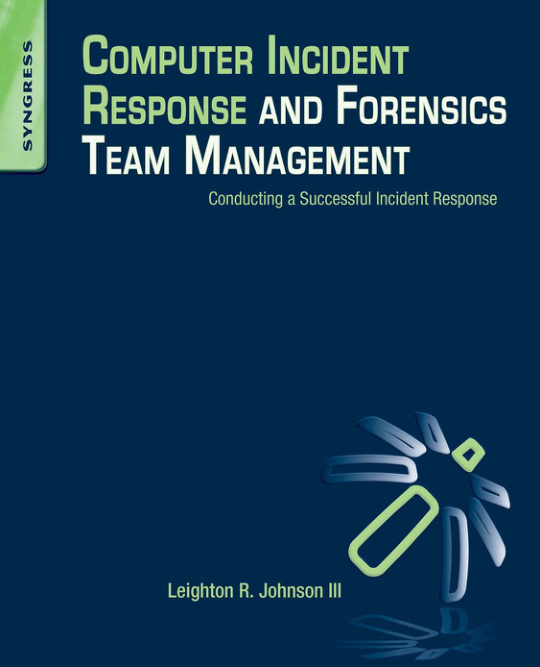 SYNGRESS
COMPUTER INCIDENT
RESPONSE AND FORENSICS
TEAM MANAGEMENT
Conducting a Successful Incident Response
Leighton R. Johnson III